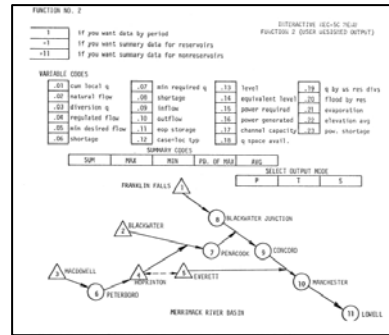 FUNCTION NO. 2
INTERACTIVE HEC-5C MENU
FUNCTION 2 (USER DESIGNED OUTPUT)
1 if you want data by period
+1 if you want summary data for reservoirs
+11 if you want summary data for nonreservoirs
VARIABLE CODES
.01 cum local q
.02 natural flow
.03 diversion q
.04 regulated flow
.05 min desired flow
.06 shortage
.07 min required q
.08 shortage
.09 inflow
.10 outflow
.11 eop storage
.12 case=loc typ
.13 level
.14 equivalent level
.15 power required
.16 power generated
.17 channel capacity
.18 q space avail.
.19 q by us res divs
.20 flood by res
.21 evaporation
.22 elevation avg
.23 pow. shortage
SUMMARY CODES
SUM MAX MIN PD. OF MAX AVG
SELECT OUTPUT MODE
P T S
FRANKLIN FALLS
1
8 BLACKWATER JUNCTION
BLACKWATER
2
7 PENACOOK
9 CONCORD
MACDOWELL
3
4 HOPKINTON
5 EVERETT
6 PETERBORO
10 MANCHESTER
11 LOWELL
MERRIMACK RIVER BASIN